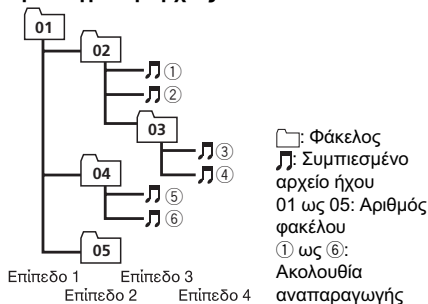 01
02
①
②
03
③
④
04
⑤
⑥
05
Επίπεδο 1
Επίπεδο 2
Επίπεδο 3
Επίπεδο 4
: Φάκελος
: Συμπιεσμένο
αρχείο ήχου
01 ως 05: Αριθμός
φακέλου
① ως ⑥:
Ακολουθία
αναπαραγωγής